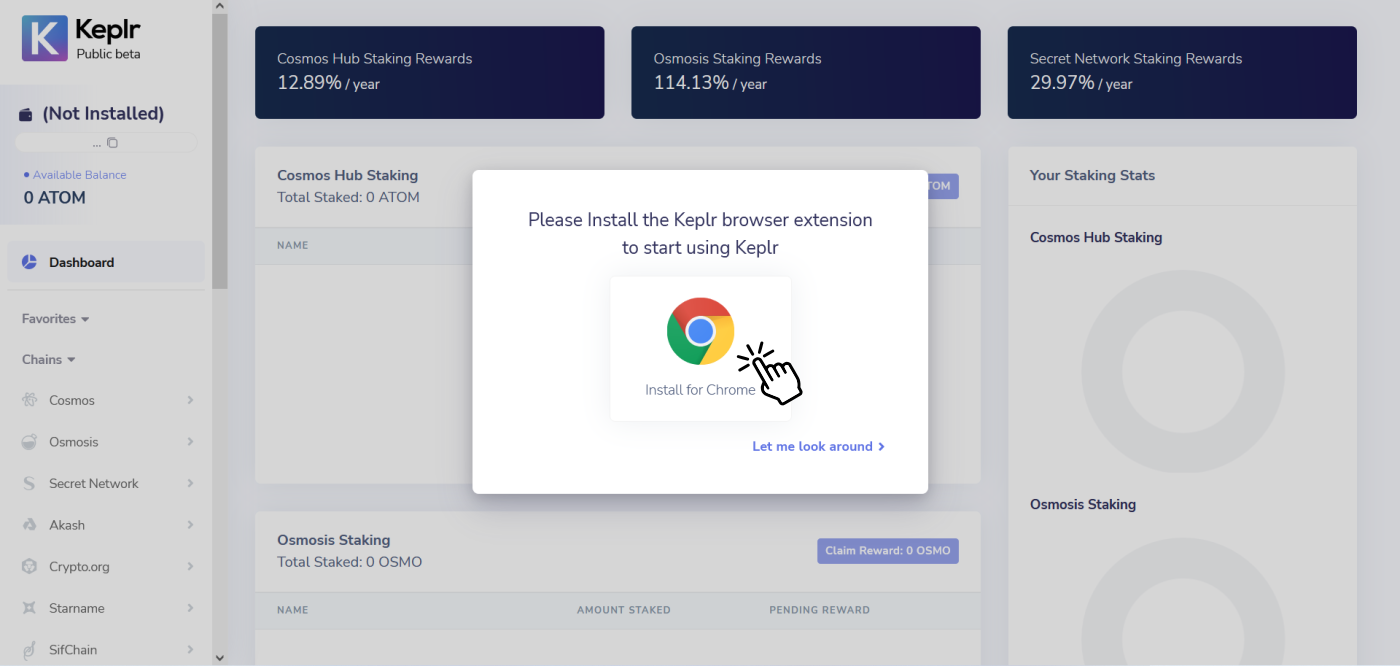 Keplr
Public beta
(Not Installed)
...
Available Balance
0 ATOM
Dashboard
Favorites
Chains
Cosmos
Osmosis
Secret Network
Akash
Crypto.org
Starname
SifChain
Cosmos Hub Staking Rewards
12.89% / year
Osmosis Staking Rewards
114.13% / year
Secret Network Staking Rewards
29.97% / year
Cosmos Hub Staking
Total Staked: 0 ATOM
NAME
Please Install the Keplr browser extension
to start using Keplr
Install for Chrome
Let me look around
Osmosis Staking
Total Staked: 0 OSMO
Claim Reward: 0 OSMO
NAME
AMOUNT STAKED
PENDING REWARD
Your Staking Stats
Cosmos Hub Staking
Osmosis Staking